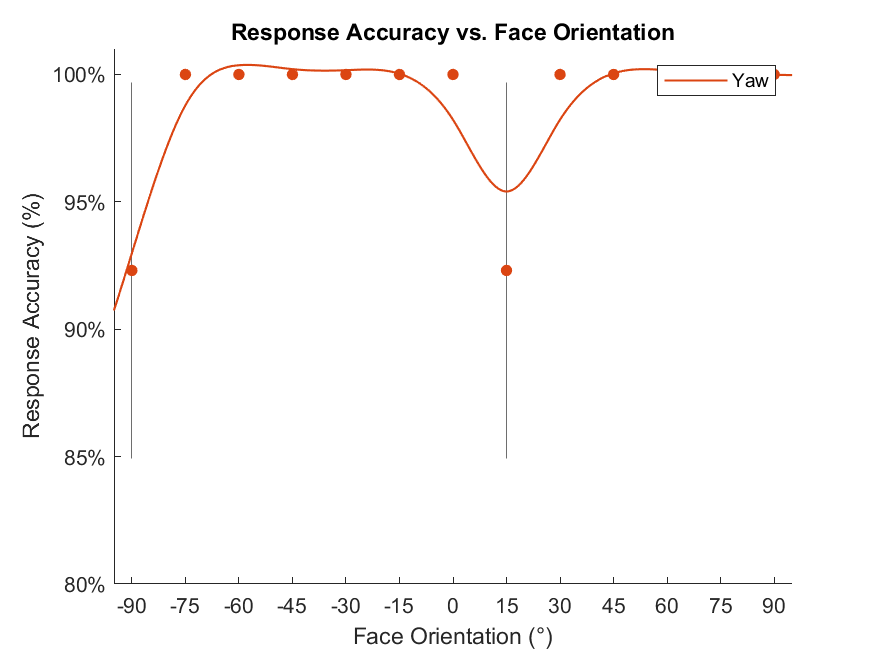 Response Accuracy vs. Face Orientation
100%
95%
90%
85%
80%
Response Accuracy (%)
Yaw
-90 -75 -60 -45 -30 -15 0 15 30 45 60 75 90
Face Orientation (°)